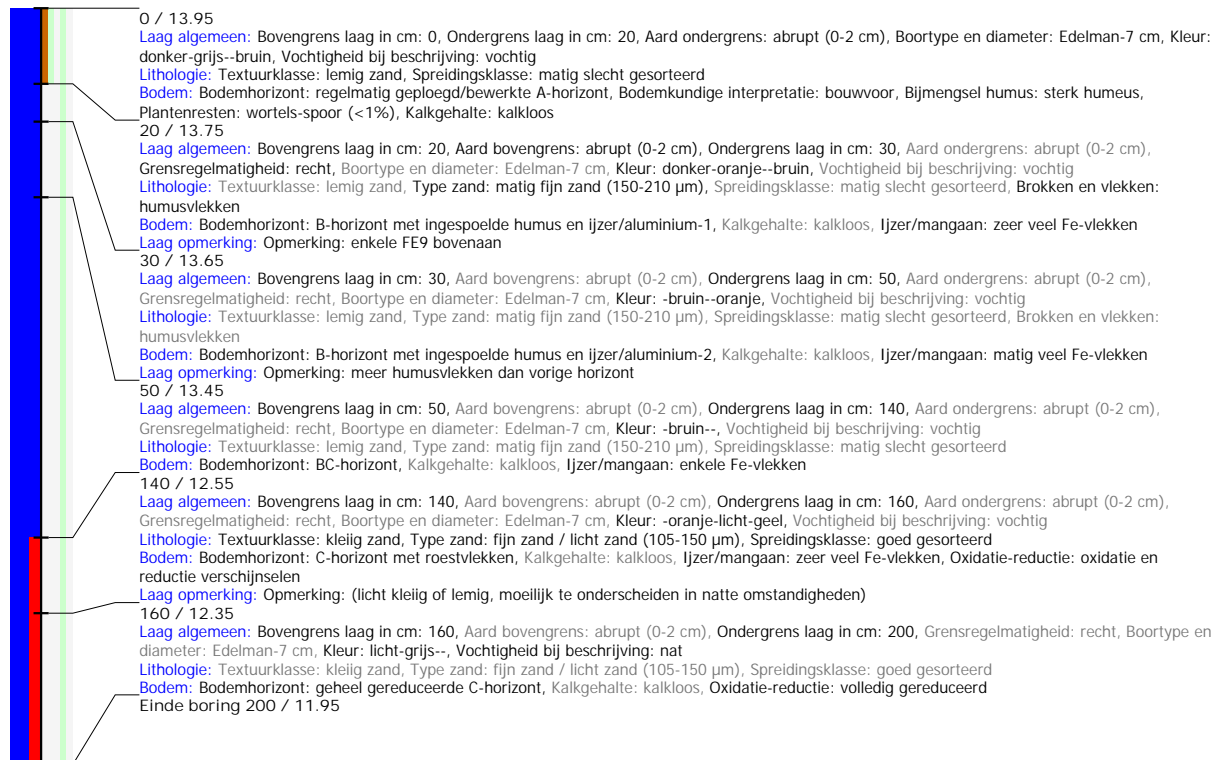 0 / 13.95
Laag algemeen: Bovengrens laag in cm: 0, Ondergrens laag in cm: 20, Aard ondergrens: abrupt (0-2 cm), Boortype en diameter: Edelman-7 cm, Kleur:
donker-grijs--bruin, Vochtigheid bij beschrijving: vochtig
Lithologie: Textuurklasse: lemig zand, Spreidingsklasse: matig slecht gesorteerd
Bodem: Bodemhorizont: regelmatig geploegd/bewerkte A-horizont, Bodemkundige interpretatie: bouwvoor, Bijmengsel humus: sterk humeus,
Plantenresten: wortels-spoor (<1%), Kalkgehalte: kalkloos
20 / 13.75
Laag algemeen: Bovengrens laag in cm: 20, Aard bovengrens: abrupt (0-2 cm), Ondergrens laag in cm: 30, Aard ondergrens: abrupt (0-2 cm),
Grensregelmatigheid: recht, Boortype en diameter: Edelman-7 cm, Kleur: donker-oranje--bruin, Vochtigheid bij beschrijving: vochtig
Lithologie: Textuurklasse: lemig zand, Type zand: matig fijn zand (150-210 µm), Spreidingsklasse: matig slecht gesorteerd, Brokken en vlekken:
humusvlekken
Bodem: Bodemhorizont: B-horizont met ingespoelde humus en ijzer/aluminium-1, Kalkgehalte: kalkloos, Ijzer/mangaan: zeer veel Fe-vlekken
Laag opmerking: Opmerking: enkele FE9 bovenaan
30 / 13.65
Laag algemeen: Bovengrens laag in cm: 30, Aard bovengrens: abrupt (0-2 cm), Ondergrens laag in cm: 50, Aard ondergrens: abrupt (0-2 cm),
Grensregelmatigheid: recht, Boortype en diameter: Edelman-7 cm, Kleur: -bruin--oranje, Vochtigheid bij beschrijving: vochtig
Lithologie: Textuurklasse: lemig zand, Type zand: matig fijn zand (150-210 µm), Spreidingsklasse: matig slecht gesorteerd, Brokken en vlekken:
humusvlekken
Bodem: Bodemhorizont: B-horizont met ingespoelde humus en ijzer/aluminium-2, Kalkgehalte: kalkloos, Ijzer/mangaan: matig veel Fe-vlekken
Laag opmerking: Opmerking: meer humusvlekken dan vorige horizont
50 / 13.45
Laag algemeen: Bovengrens laag in cm: 50, Aard bovengrens: abrupt (0-2 cm), Ondergrens laag in cm: 140, Aard ondergrens: abrupt (0-2 cm),
Grensregelmatigheid: recht, Boortype en diameter: Edelman-7 cm, Kleur: -bruin--, Vochtigheid bij beschrijving: vochtig
Lithologie: Textuurklasse: lemig zand, Type zand: matig fijn zand (150-210 µm), Spreidingsklasse: matig slecht gesorteerd
Bodem: Bodemhorizont: BC-horizont, Kalkgehalte: kalkloos, Ijzer/mangaan: enkele Fe-vlekken
140 / 12.55
Laag algemeen: Bovengrens laag in cm: 140, Aard bovengrens: abrupt (0-2 cm), Ondergrens laag in cm: 160, Aard ondergrens: abrupt (0-2 cm),
Grensregelmatigheid: recht, Boortype en diameter: Edelman-7 cm, Kleur: -oranje-licht-geel, Vochtigheid bij beschrijving: vochtig
Lithologie: Textuurklasse: kleiig zand, Type zand: fijn zand / licht zand (105-150 µm), Spreidingsklasse: goed gesorteerd
Bodem: Bodemhorizont: C-horizont met roestvlekken, Kalkgehalte: kalkloos, Ijzer/mangaan: zeer veel Fe-vlekken, Oxidatie-reductie: oxidatie en
reductie verschijnselen
Laag opmerking: Opmerking: (licht kleiig of lemig, moeilijk te onderscheiden in natte omstandigheden)
160 / 12.35
Laag algemeen: Bovengrens laag in cm: 160, Aard bovengrens: abrupt (0-2 cm), Ondergrens laag in cm: 200, Grensregelmatigheid: recht, Boortype en
diameter: Edelman-7 cm, Kleur: licht-grijs--, Vochtigheid bij beschrijving: nat
Lithologie: Textuurklasse: kleiig zand, Type zand: fijn zand / licht zand (105-150 µm), Spreidingsklasse: goed gesorteerd
Bodem: Bodemhorizont: geheel gereduceerde C-horizont, Kalkgehalte: kalkloos, Oxidatie-reductie: volledig gereduceerd
Einde boring 200 / 11.95